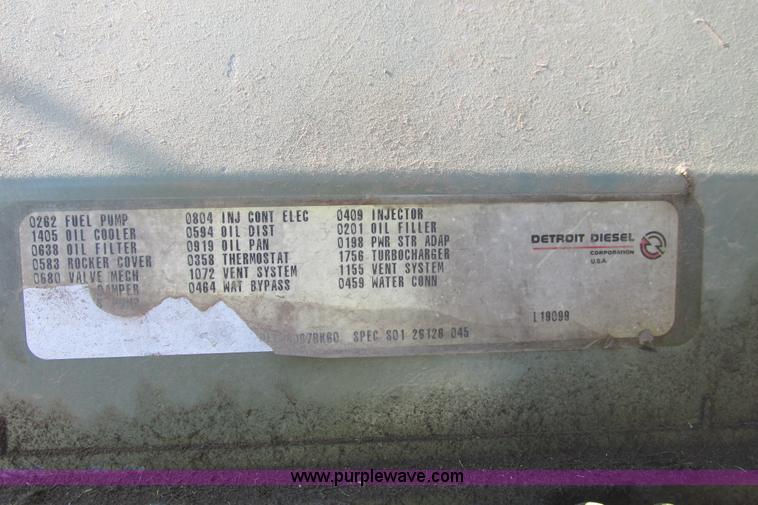 0262 FUEL PUMP 0804 INJ CONT ELEC 0409 INJECTOR
1405 OIL COOLER 0594 OIL DIST 0201 OIL FILLER
0638 OIL FILTER 0919 OIL PAN 0198 PWR STR ADAP
0583 ROCKER COVER 0358 THERMOSTAT 1756 TURBOCHARGER
0680 VALVE MECH 1072 VENT SYSTEM 1155 VENT SYSTEM
DAMPER 0464 WAT BYPASS 0459 WATER CONN
DETROIT DIESEL
CORPORATION
U.S.A.
L19099
SPEC S01 2S128 045
www.purplewave.com